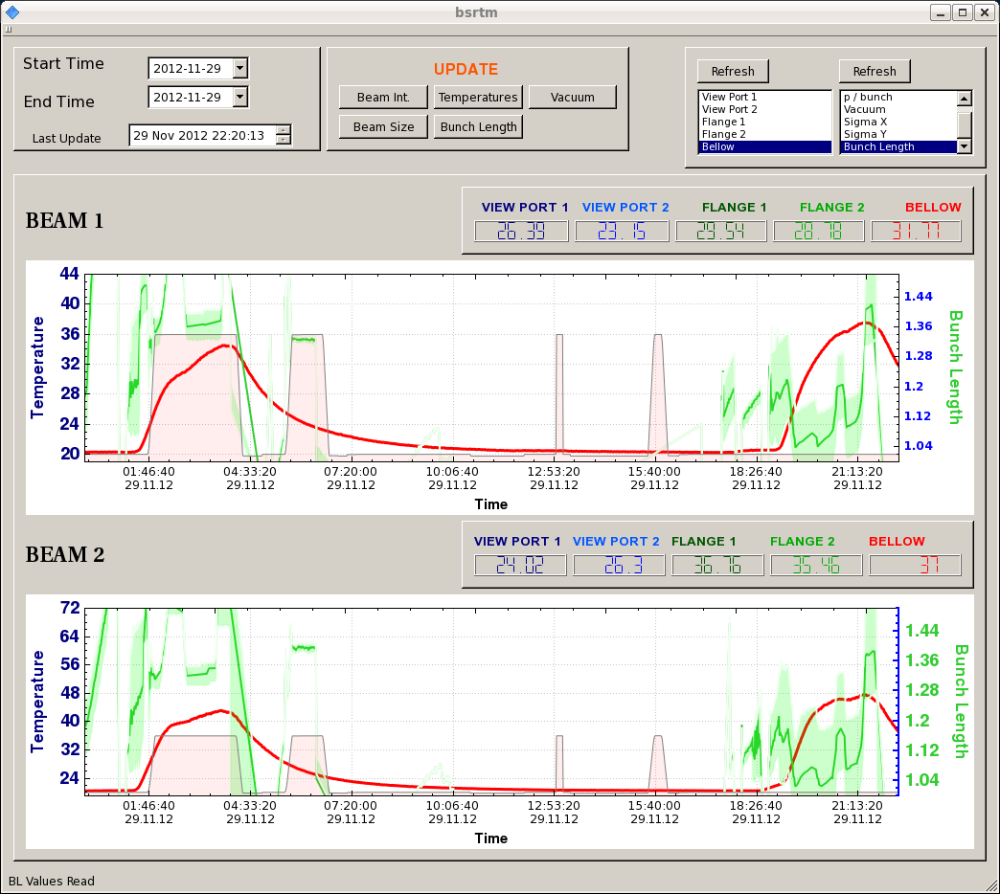 bsrtm
Start Time 2012-11-29
End Time 2012-11-29
Last Update 29 Nov 2012 22:20:13
UPDATE
Beam Int. Temperatures Vacuum
Beam Size Bunch Length
Refresh Refresh
View Port 1
View Port 2
Flange 1
Flange 2
Bellow
p / bunch
Vacuum
Sigma X
Sigma Y
Bunch Length
BEAM 1
VIEW PORT 1 VIEW PORT 2 FLANGE 1 FLANGE 2 BELLOW
26.39 23.15 29.54 28.78 31.77
Temperature
44
40
36
32
28
24
20
1.44
1.36
1.28
1.2
1.12
1.04
Bunch Length
01:46:40 04:33:20 07:20:00 10:06:40 12:53:20 15:40:00 18:26:40 21:13:20
29.11.12 29.11.12 29.11.12 29.11.12 29.11.12 29.11.12 29.11.12 29.11.12
Time
BEAM 2
VIEW PORT 1 VIEW PORT 2 FLANGE 1 FLANGE 2 BELLOW
24.02 26.3 36.76 35.46 37
Temperature
72
64
56
48
40
32
24
1.44
1.36
1.28
1.2
1.12
1.04
Bunch Length
01:46:40 04:33:20 07:20:00 10:06:40 12:53:20 15:40:00 18:26:40 21:13:20
29.11.12 29.11.12 29.11.12 29.11.12 29.11.12 29.11.12 29.11.12 29.11.12
Time
BL Values Read